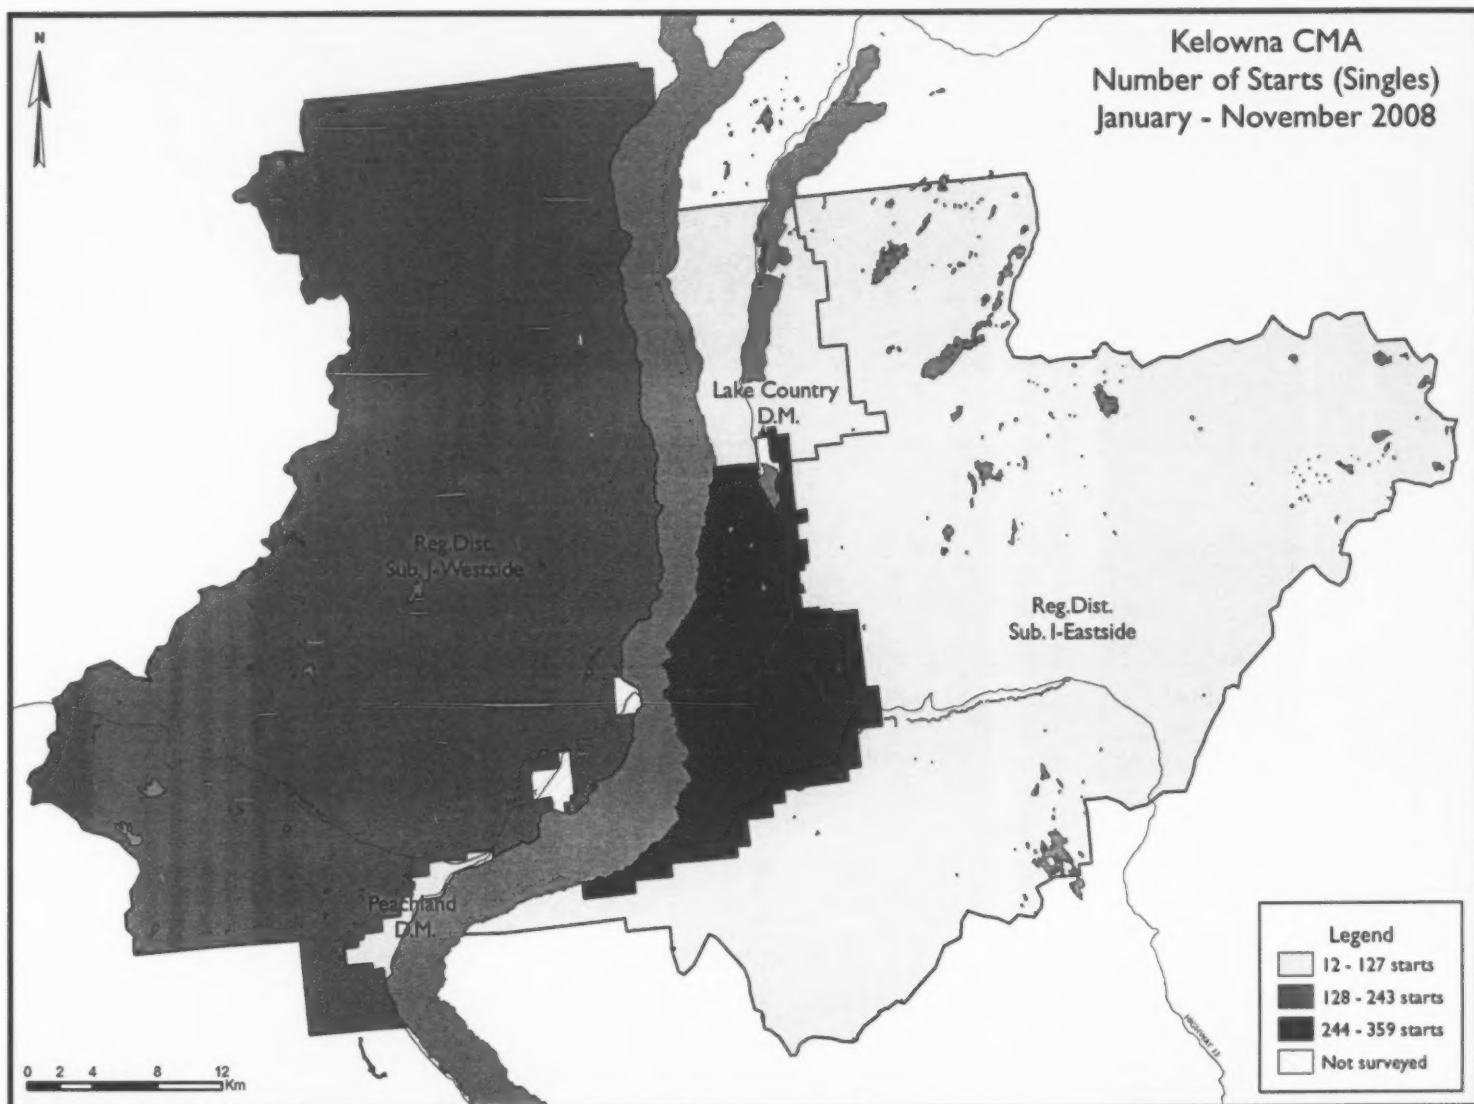 Kelowna CMA
Number of Starts (Singles)
January - November 2008
N
Lake Country
D.M.
Reg.Dist.
Sub. J-Westside
Reg.Dist.
Sub. I-Eastside
Peachland
D.M.
HIGHWAY 33
Legend
12 - 127 starts
128 - 243 starts
244 - 359 starts
Not surveyed
0 2 4 8 12
Km